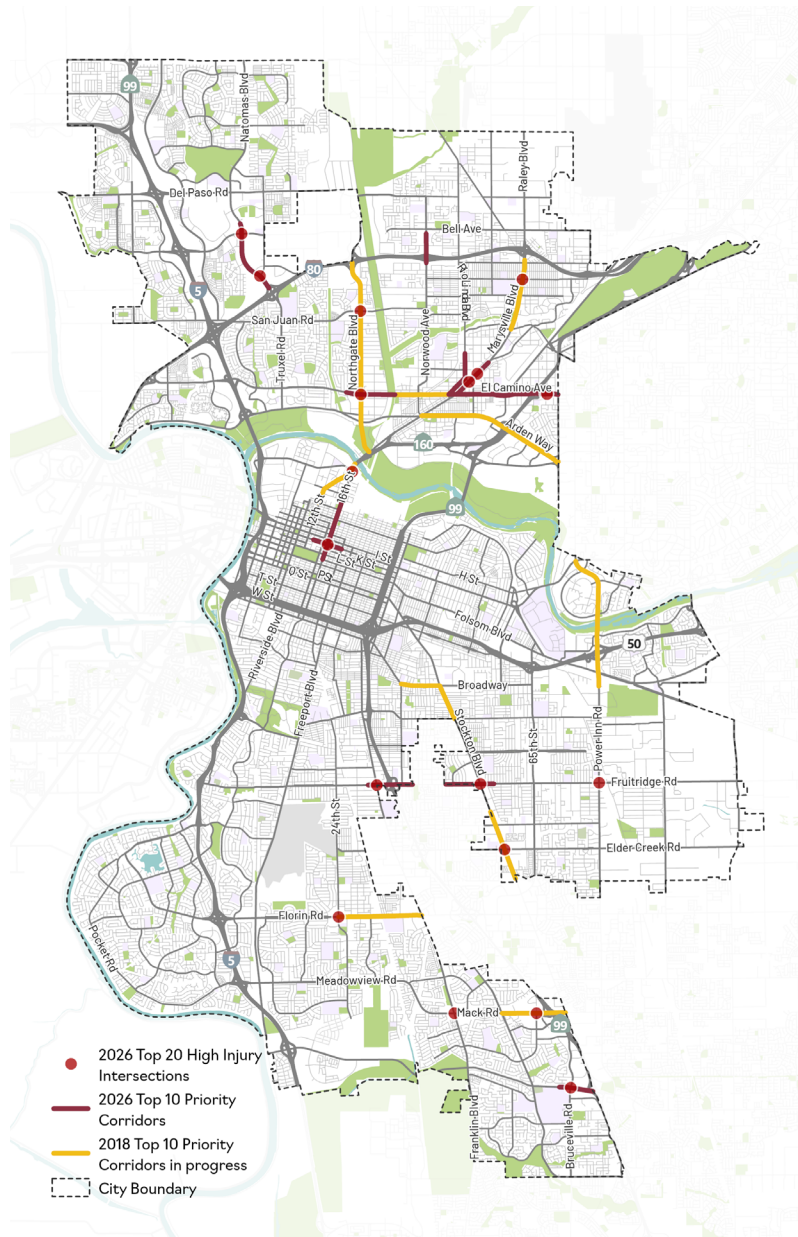 99
Natomas Blvd
Raley Blvd
Del Paso Rd
Bell Ave
80
5
San Juan Rd
Truxel Rd
Northgate Blvd
Norwood Ave
Marysville Blvd
El Camino Ave
Arden Way
160
16th St
12th St
99
I St
K St
L St
Q St
P St
T St
W St
H St
Folsom Blvd
50
Riverside Blvd
Freeport Blvd
Broadway
Stockton Blvd
65th St
Power Inn Rd
Fruitridge Rd
24th St
Elder Creek Rd
Florin Rd
Pocket Rd
5
Meadowview Rd
Mack Rd
99
Franklin Blvd
Bruceville Rd
2026 Top 20 High Injury
Intersections
2026 Top 10 Priority
Corridors
2018 Top 10 Priority
Corridors in progress
City Boundary